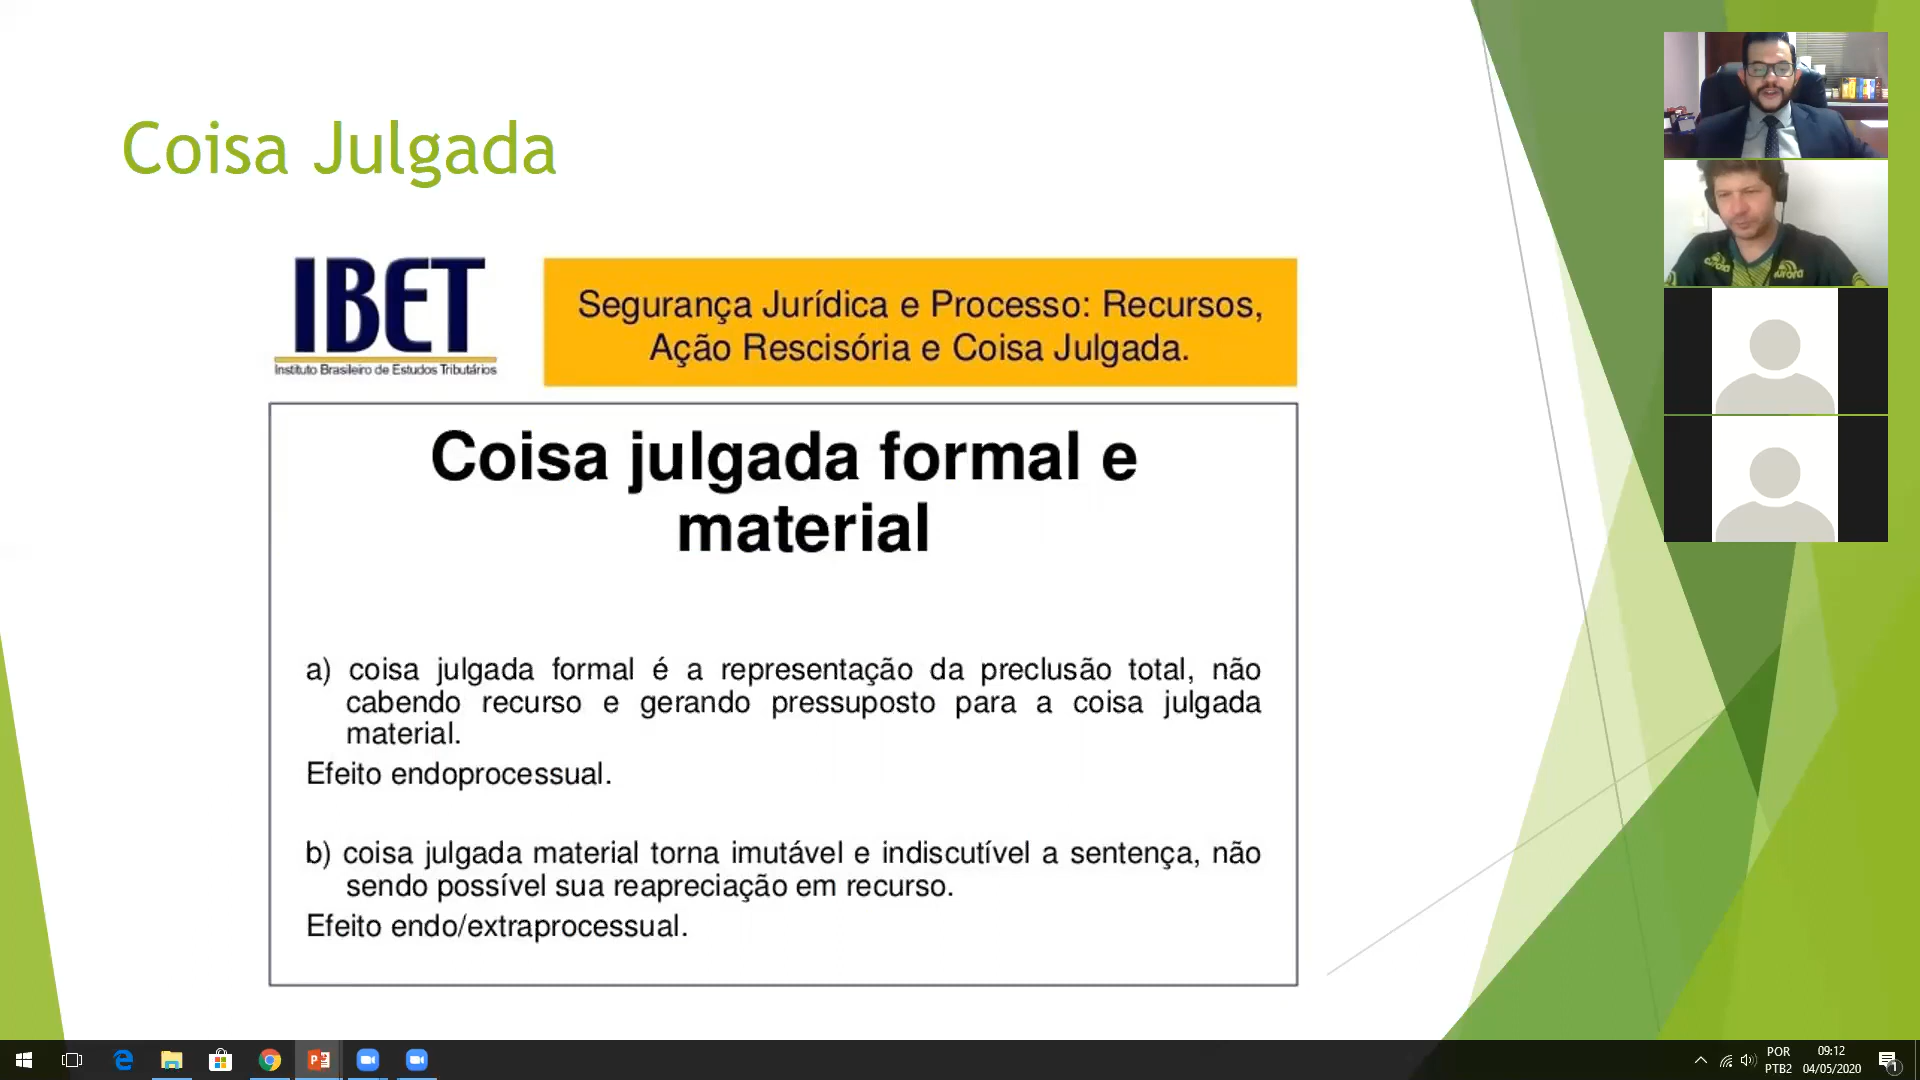 Coisa Julgada
IBET
Instituto Brasileiro de Estudos Tributários
Segurança Jurídica e Processo: Recursos,
Ação Rescisória e Coisa Julgada.
Coisa julgada formal e
material
a) coisa julgada formal é a representação da preclusão total, não
cabendo recurso e gerando pressuposto para a coisa julgada
material.
Efeito endoprocessual.
b) coisa julgada material torna imutável e indiscutível a sentença, não
sendo possível sua reapreciação em recurso.
Efeito endo/extraprocessual.
POR
PTB2
09:12
04/05/2020
1